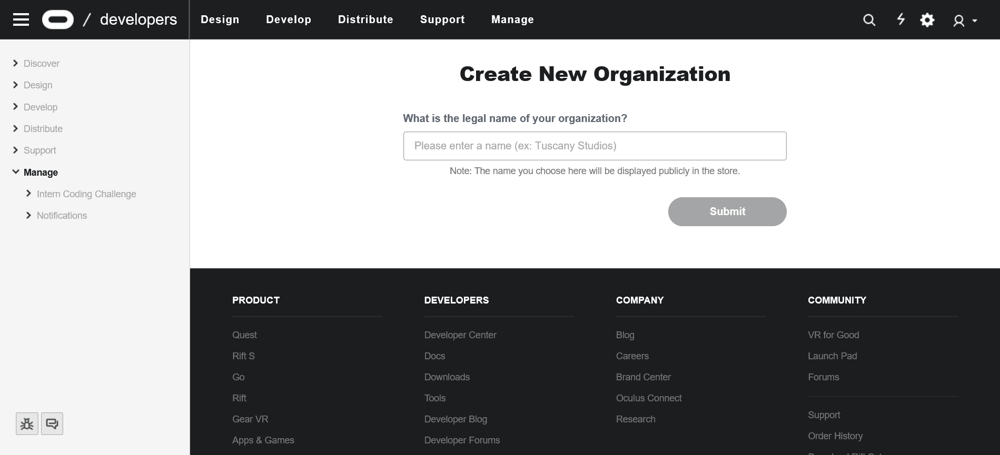 / developers
Design Develop Distribute Support Manage
Discover
Design
Develop
Distribute
Support
Manage
Intern Coding Challenge
Notifications
Create New Organization
What is the legal name of your organization?
Please enter a name (ex: Tuscany Studios)
Note: The name you choose here will be displayed publicly in the store.
Submit
PRODUCT
Quest
Rift S
Go
Rift
Gear VR
Apps & Games
DEVELOPERS
Developer Center
Docs
Downloads
Tools
Developer Blog
Developer Forums
COMPANY
Blog
Careers
Brand Center
Oculus Connect
Research
COMMUNITY
VR for Good
Launch Pad
Forums
Support
Order History